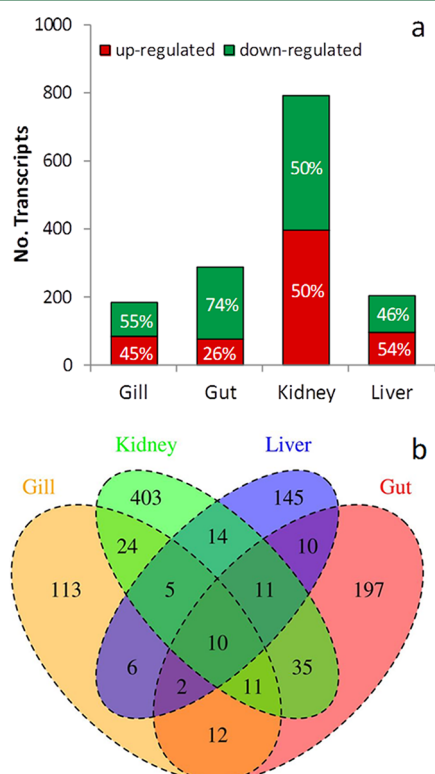 a
1000
up-regulated down-regulated
800
600
400
200
0
No. Transcripts
50%
50%
55%
45%
74%
26%
46%
54%
Gill Gut Kidney Liver
b
Kidney Liver
Gill Gut
403 145
24 14 10
113 5 11 197
10
6 2 11 35
12